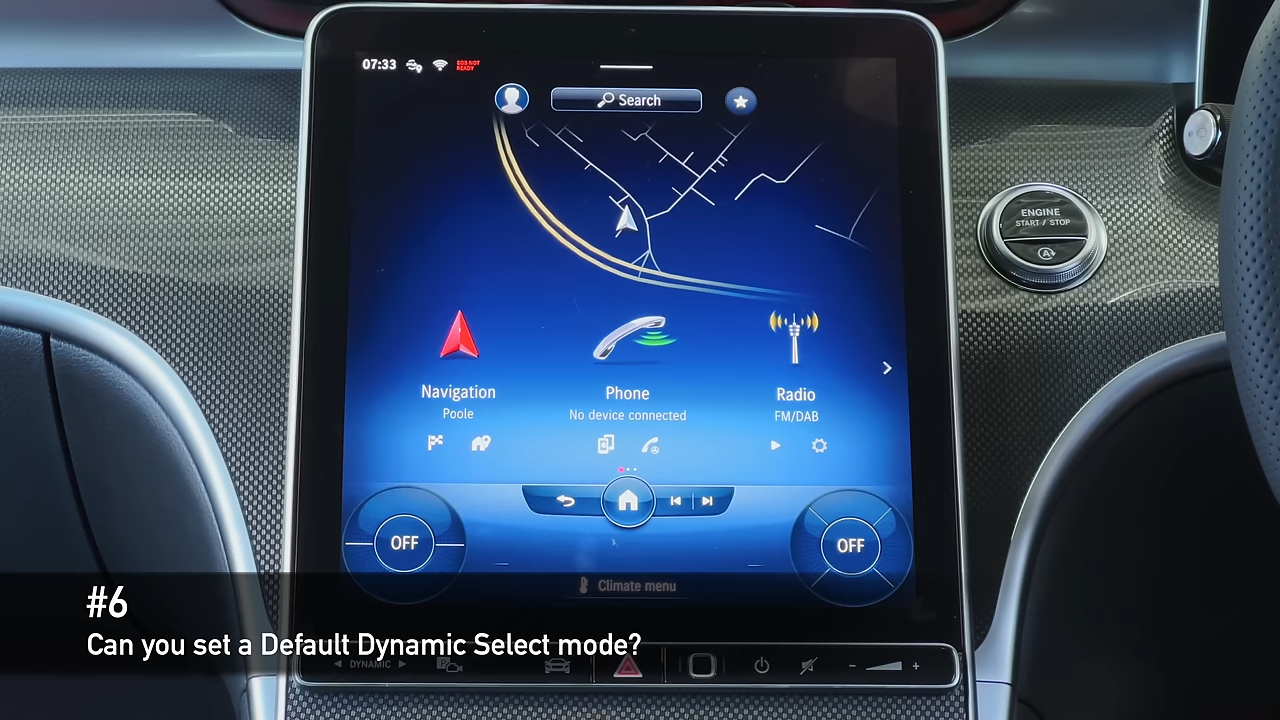 07:33
SOS NOT
READY
Search
ENGINE
START / STOP
A
Navigation
Phone
Radio
Poole
No device connected
FM/DAB
OFF
OFF
Climate menu
#6
Can you set a Default Dynamic Select mode?
DYNAMIC
P